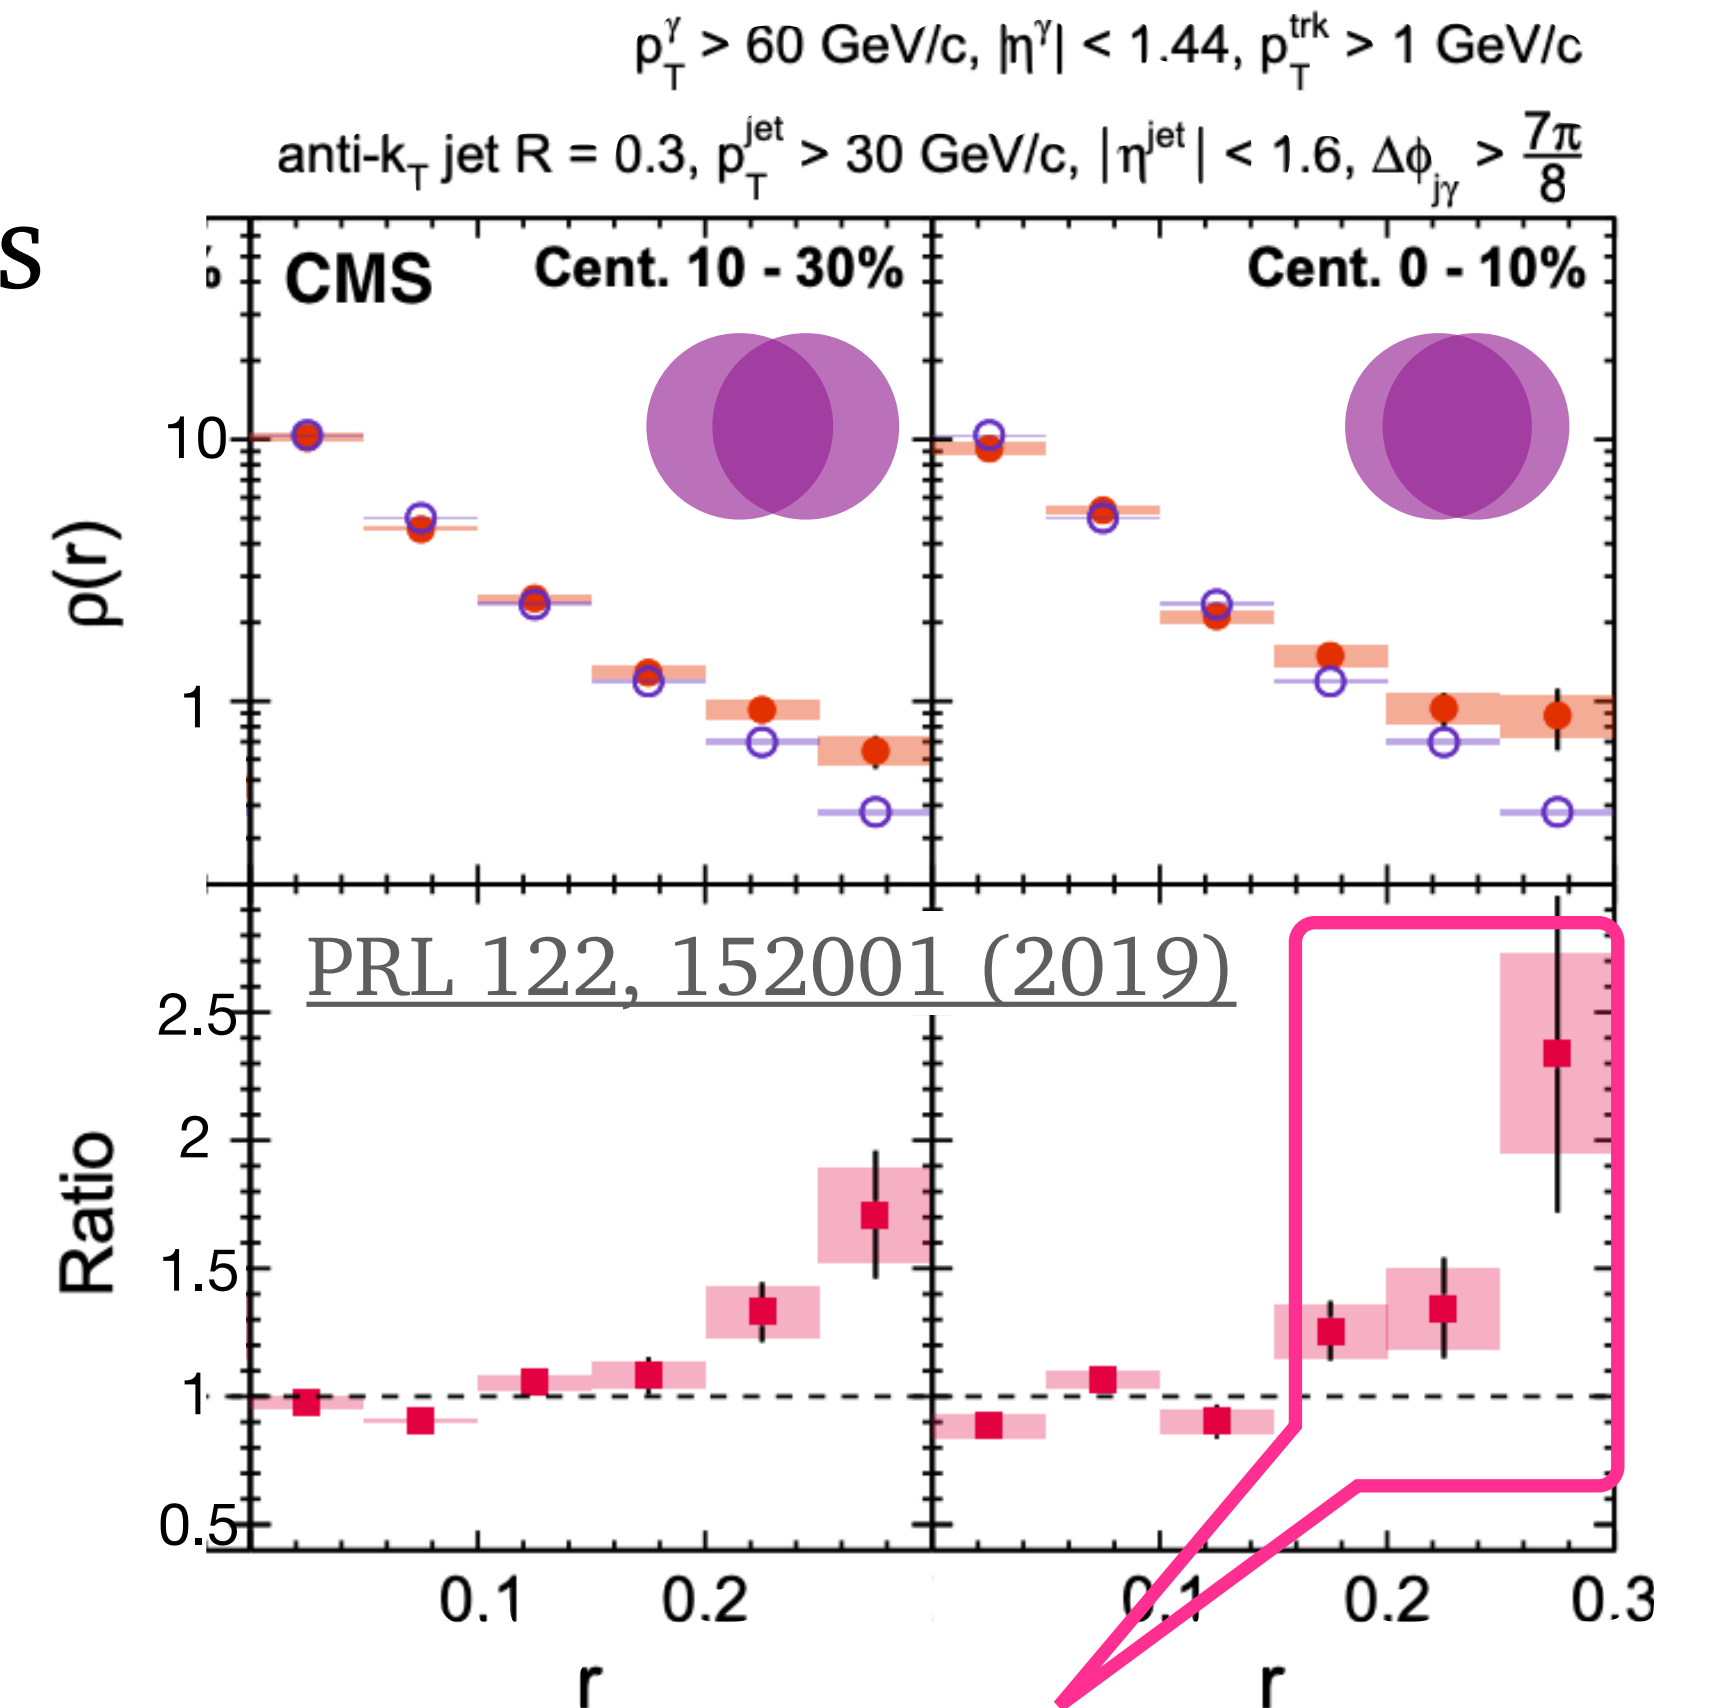 p_T^γ > 60 GeV/c, |η^γ| < 1.44, p_T^trk > 1 GeV/c
anti-k_T jet R = 0.3, p_T^jet > 30 GeV/c, |η^jet| < 1.6, Δϕ_jγ > 7π/8
s
% CMS Cent. 10 - 30% Cent. 0 - 10%
10
1
ρ(r)
PRL 122, 152001 (2019)
2.5
2
1.5
1
0.5
Ratio
0.1 0.2 0.1 0.2 0.3
r r